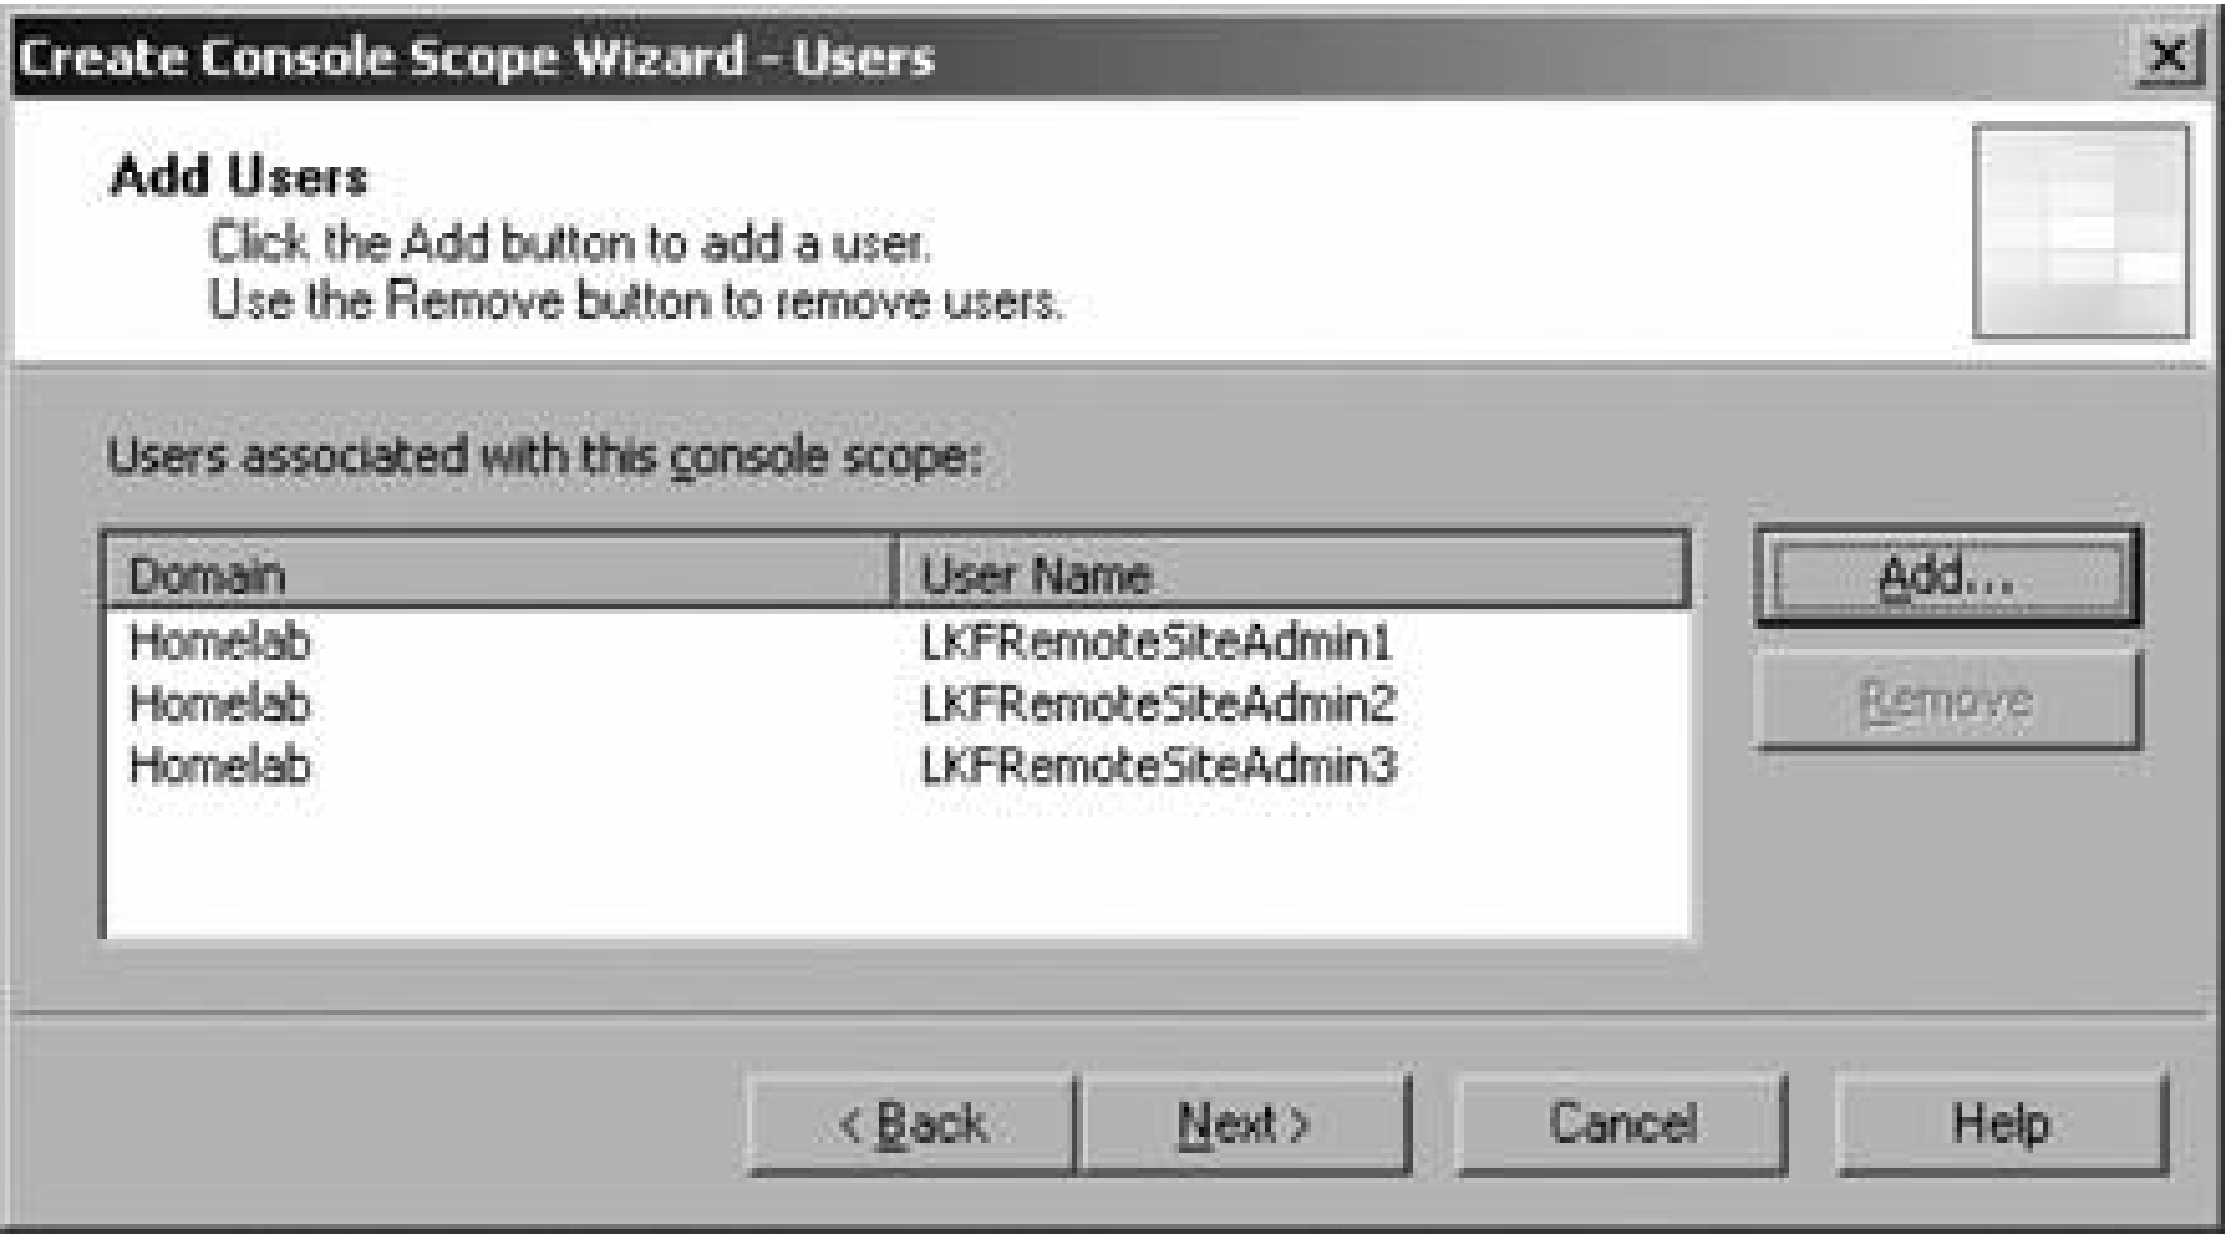 Create Console Scope Wizard - Users
Add Users
Click the Add button to add a user.
Use the Remove button to remove users.
Users associated with this console scope:
Domain User Name
Homelab LKFRemoteSiteAdmin1
Homelab LKFRemoteSiteAdmin2
Homelab LKFRemoteSiteAdmin3
Add...
Remove
< Back Next > Cancel Help